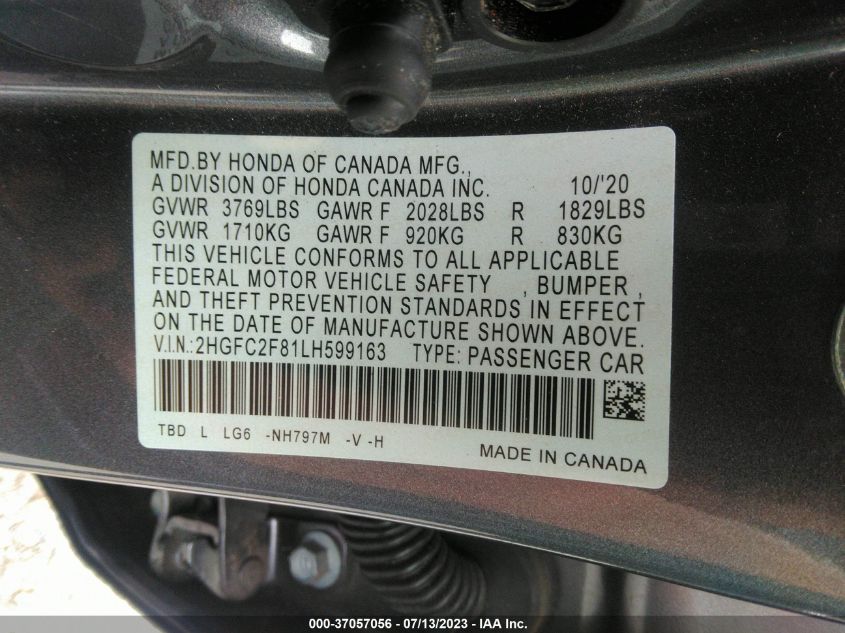 MFD.BY HONDA OF CANADA MFG.,
A DIVISION OF HONDA CANADA INC. 10/'20
GVWR 3769LBS GAWR F 2028LBS R 1829LBS
GVWR 1710KG GAWR F 920KG R 830KG
THIS VEHICLE CONFORMS TO ALL APPLICABLE
FEDERAL MOTOR VEHICLE SAFETY , BUMPER ,
AND THEFT PREVENTION STANDARDS IN EFFECT
ON THE DATE OF MANUFACTURE SHOWN ABOVE.
V.I.N.: 2HGFC2F81LH599163 TYPE: PASSENGER CAR
TBD L LG6 -NH797M -V -H
MADE IN CANADA
000-37057056 / 07/13/2023 - IAA Inc.